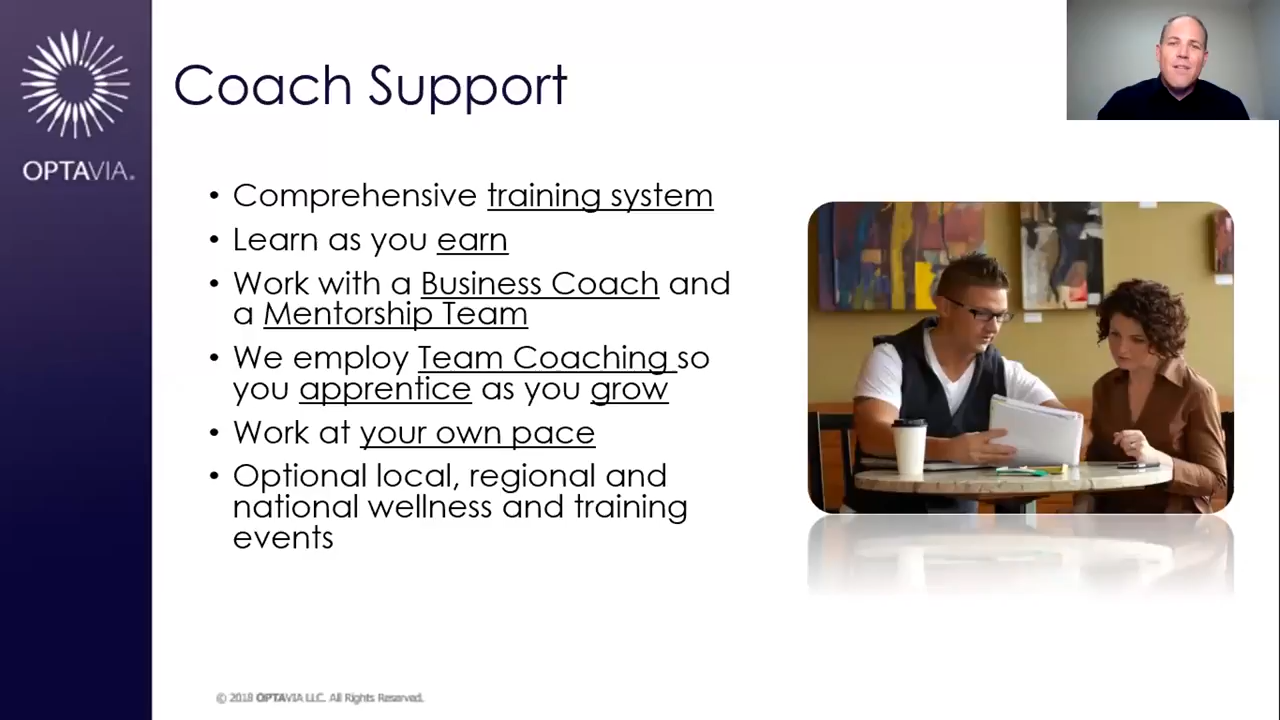 Coach Support
OPTAVIA.
• Comprehensive training system
• Learn as you earn
• Work with a Business Coach and
a Mentorship Team
• We employ Team Coaching so
you apprentice as you grow
• Work at your own pace
• Optional local, regional and
national wellness and training
events
© 2018 OPTAVIA LLC. All Rights Reserved.